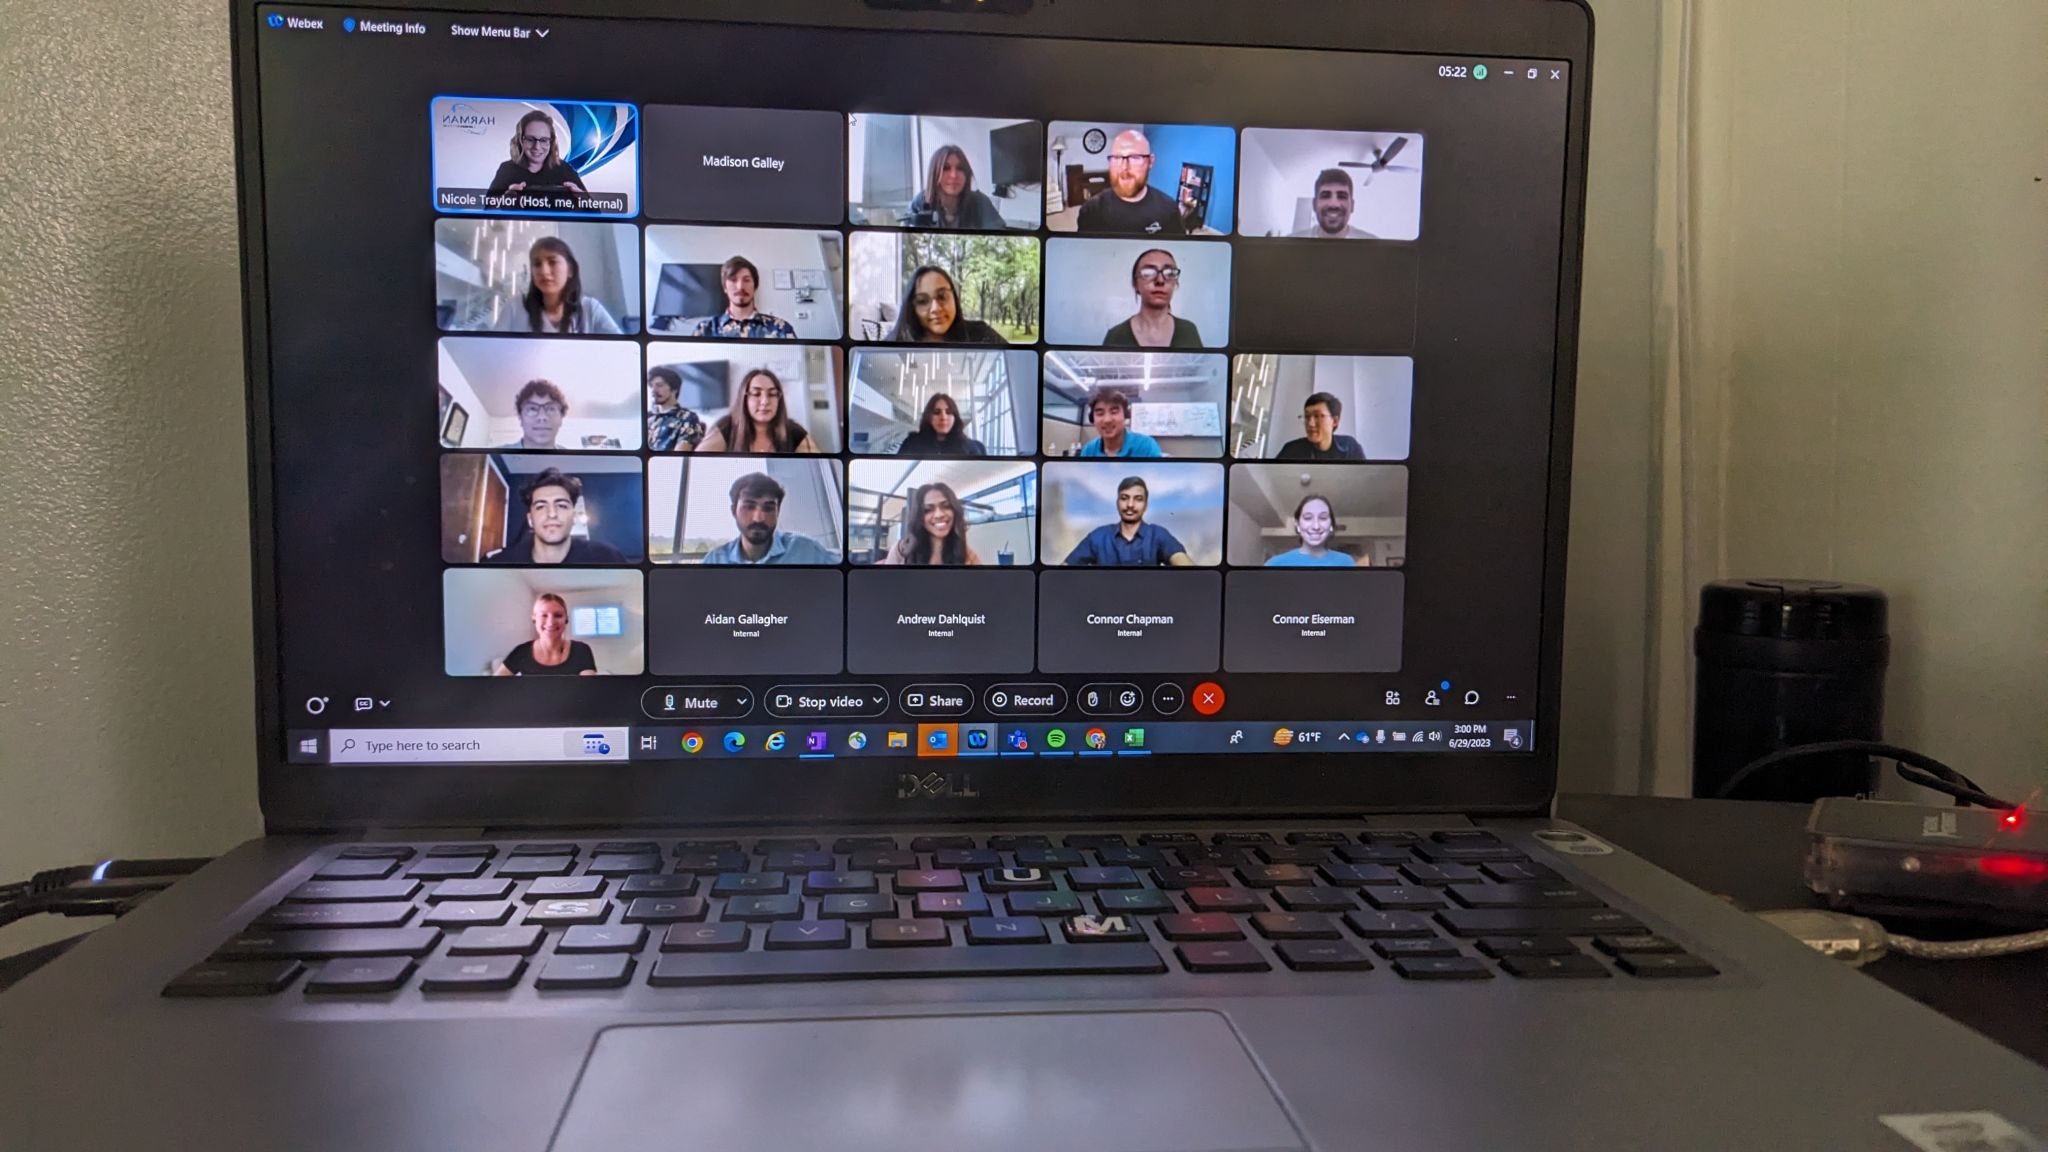 Webex
Meeting Info
Show Menu Bar
05:22
HARMAN
Nicole Traylor (Host, me, internal)
Madison Galley
Aidan Gallagher
Internal
Andrew Dahlquist
Internal
Connor Chapman
Internal
Connor Eiserman
Internal
Mute
Stop video
Share
Record
Type here to search
61°F
3:00 PM
6/29/2023
4
DELL
W E R T Y U I O P
A S D F G H J K L
Z X C V B N M